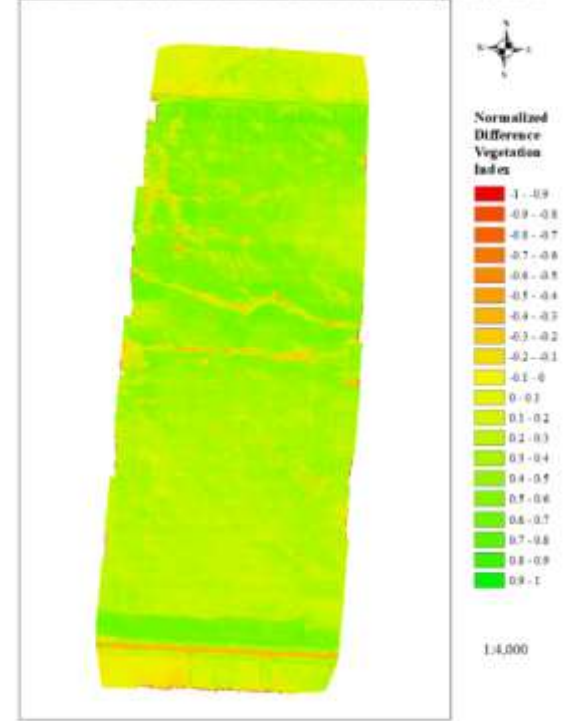 N
S
Normalized
Difference
Vegetation
Index
-1 - -0.9
-0.9 - -0.8
-0.8 - -0.7
-0.7 - -0.6
-0.6 - -0.5
-0.5 - -0.4
-0.4 - -0.3
-0.3 - -0.2
-0.2 - -0.1
-0.1 - 0
0 - 0.1
0.1 - 0.2
0.2 - 0.3
0.3 - 0.4
0.4 - 0.5
0.5 - 0.6
0.6 - 0.7
0.7 - 0.8
0.8 - 0.9
0.9 - 1
1:4,000